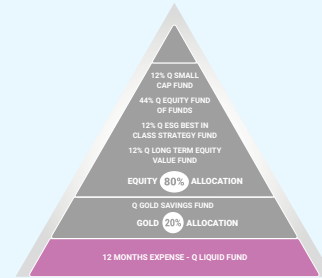 12% Q SMALL
CAP FUND
44% Q EQUITY FUND
OF FUNDS
12% Q ESG BEST IN
CLASS STRATEGY FUND
12% Q LONG TERM EQUITY
VALUE FUND
EQUITY 80% ALLOCATION
Q GOLD SAVINGS FUND
GOLD 20% ALLOCATION
12 MONTHS EXPENSE - Q LIQUID FUND